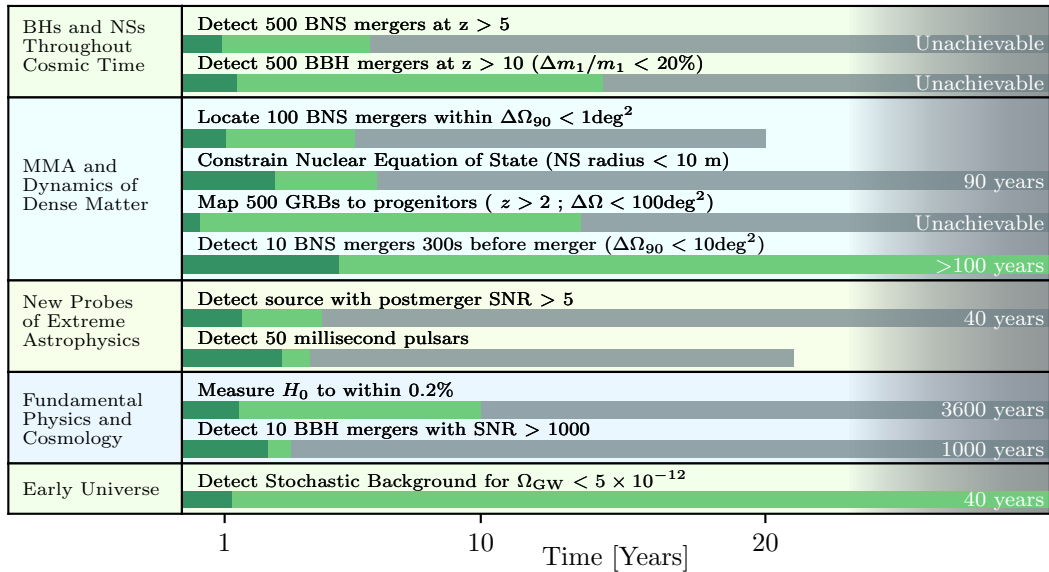 BHs and NSs
Throughout
Cosmic Time
Detect 500 BNS mergers at z > 5
Unachievable
Detect 500 BBH mergers at z > 10 (Δm₁/m₁ < 20%)
Unachievable
MMA and
Dynamics of
Dense Matter
Locate 100 BNS mergers within ΔΩ₉₀ < 1deg²
Constrain Nuclear Equation of State (NS radius < 10 m)
90 years
Map 500 GRBs to progenitors ( z > 2 ; ΔΩ < 100deg²)
Unachievable
Detect 10 BNS mergers 300s before merger (ΔΩ₉₀ < 10deg²)
>100 years
New Probes
of Extreme
Astrophysics
Detect source with postmerger SNR > 5
40 years
Detect 50 millisecond pulsars
Fundamental
Physics and
Cosmology
Measure H₀ to within 0.2%
3600 years
Detect 10 BBH mergers with SNR > 1000
1000 years
Early Universe
Detect Stochastic Background for Ω_GW < 5 × 10⁻¹²
40 years
1 10 20
Time [Years]